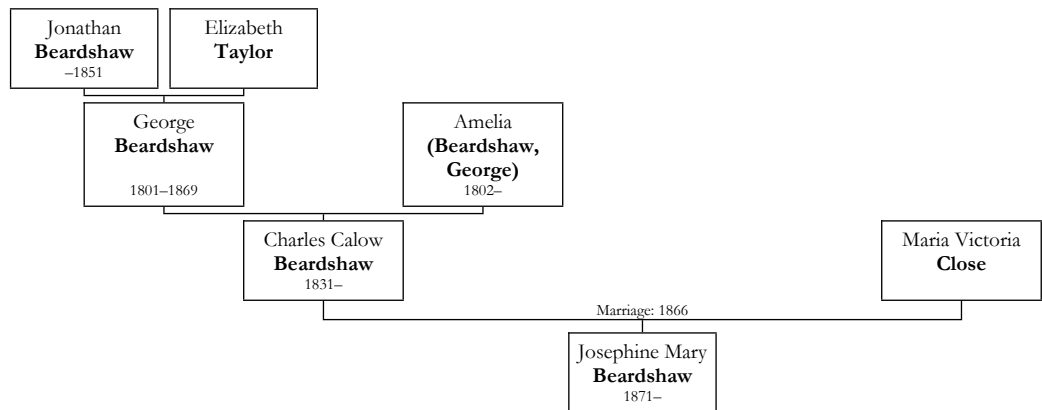 Jonathan
Beardshaw
–1851
Elizabeth
Taylor
George
Beardshaw
1801–1869
Amelia
(Beardshaw,
George)
1802–
Charles Calow
Beardshaw
1831–
Maria Victoria
Close
Marriage: 1866
Josephine Mary
Beardshaw
1871–